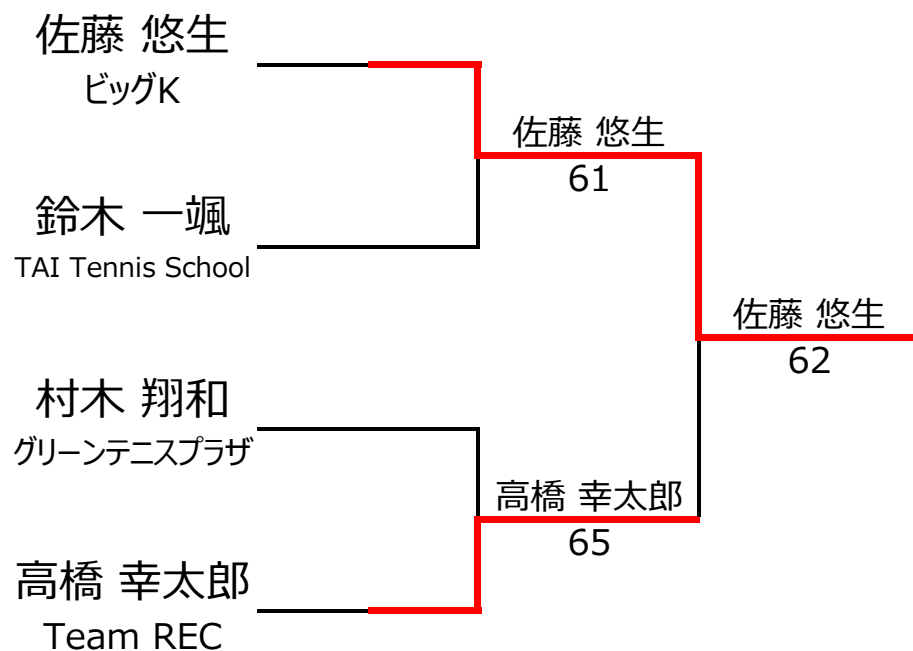 佐藤 悠生
ビッグK
佐藤 悠生
61
鈴木 一颯
TAI Tennis School
佐藤 悠生
62
村木 翔和
グリーンテニスプラザ
高橋 幸太郎
65
高橋 幸太郎
Team REC